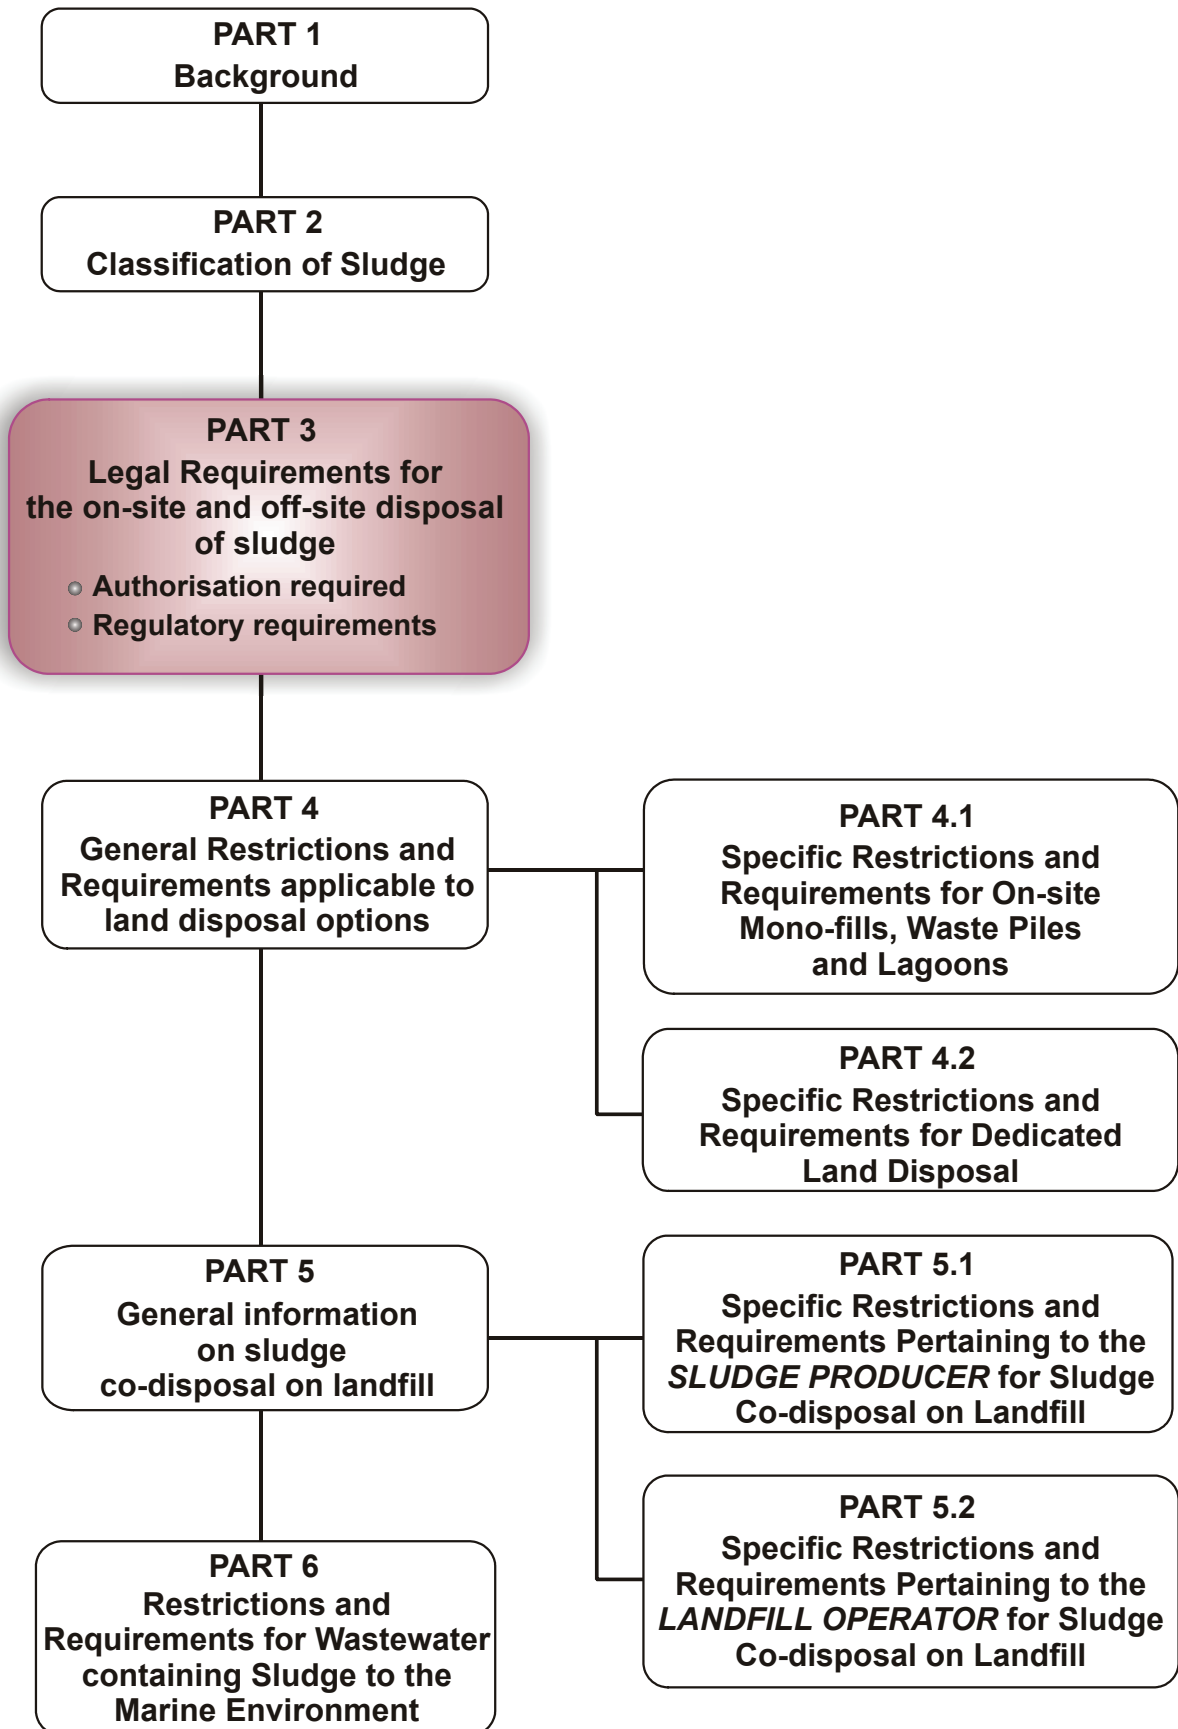 PART 1
Background
PART 2
Classification of Sludge
PART 3
Legal Requirements for
the on-site and off-site disposal
of sludge
Authorisation required
Regulatory requirements
PART 4
General Restrictions and
Requirements applicable to
land disposal options
PART 4.1
Specific Restrictions and
Requirements for On-site
Mono-fills, Waste Piles
and Lagoons
PART 4.2
Specific Restrictions and
Requirements for Dedicated
Land Disposal
PART 5
General information
on sludge
co-disposal on landfill
PART 5.1
Specific Restrictions and
Requirements Pertaining to the
SLUDGE PRODUCER for Sludge
Co-disposal on Landfill
PART 5.2
Specific Restrictions and
Requirements Pertaining to the
LANDFILL OPERATOR for Sludge
Co-disposal on Landfill
PART 6
Restrictions and
Requirements for Wastewater
containing Sludge to the
Marine Environment